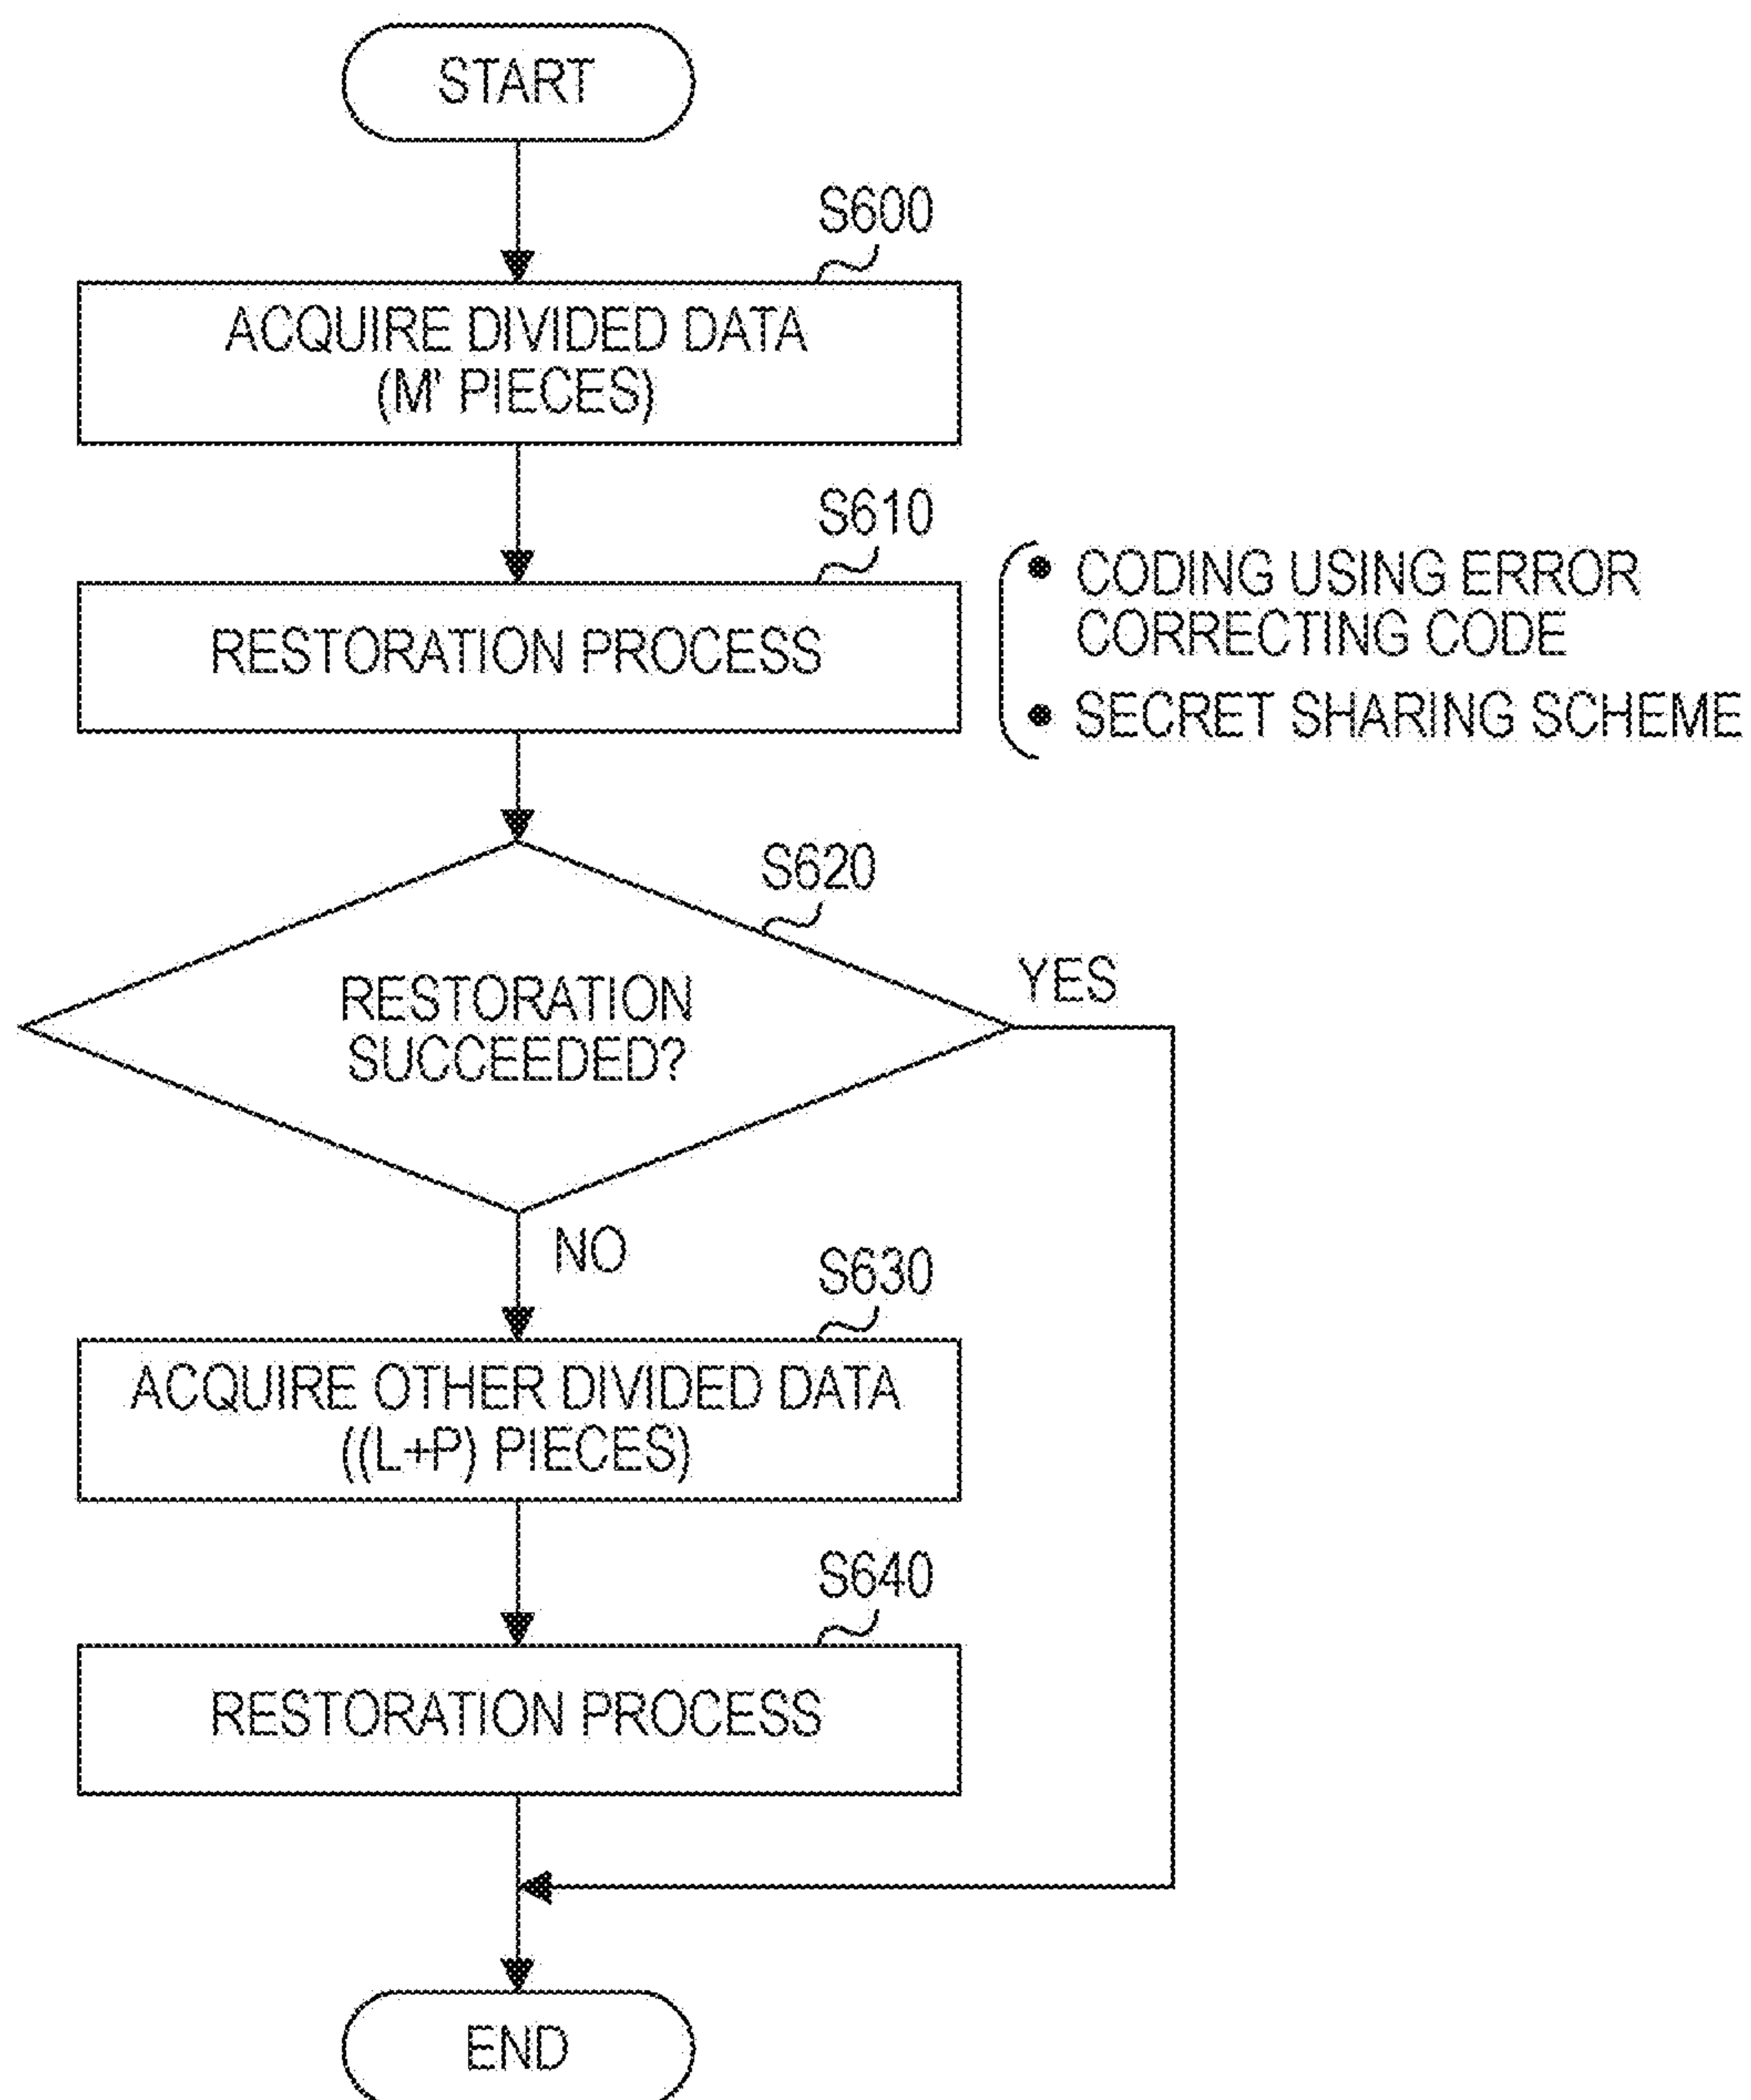 START
S600
ACQUIRE DIVIDED DATA
(M' PIECES)
S610
RESTORATION PROCESS
• CODING USING ERROR
CORRECTING CODE
• SECRET SHARING SCHEME
S620
RESTORATION
SUCCEEDED?
YES
NO
S630
ACQUIRE OTHER DIVIDED DATA
((L+P) PIECES)
S640
RESTORATION PROCESS
END